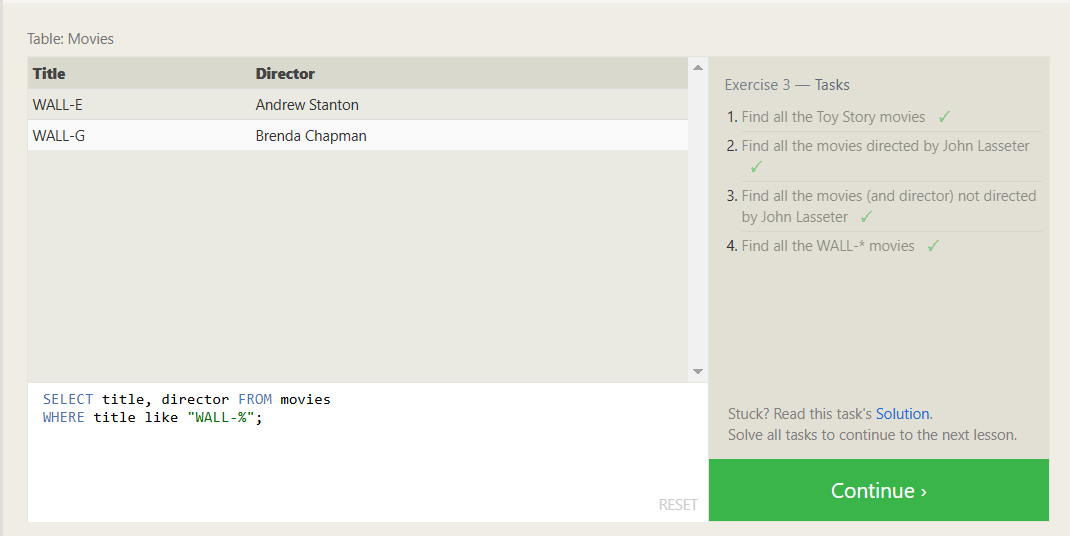 Table: Movies
Title Director
WALL-E Andrew Stanton
WALL-G Brenda Chapman
SELECT title, director FROM movies
WHERE title like "WALL-%";
RESET
Exercise 3 — Tasks
1. Find all the Toy Story movies ✓
2. Find all the movies directed by John Lasseter
✓
3. Find all the movies (and director) not directed
by John Lasseter ✓
4. Find all the WALL-* movies ✓
Stuck? Read this task's Solution.
Solve all tasks to continue to the next lesson.
Continue ›